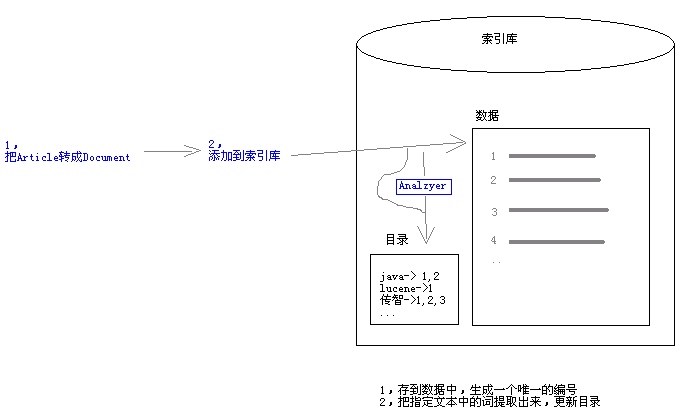 索引库
数据
1，
把Article转成Document
2，
添加到索引库
1
2
3
4
..
Analzyer
目录
java-> 1,2
lucene->1
传智->1,2,3
...
1，存到数据中，生成一个唯一的编号
2，把指定文本中的词提取出来，更新目录